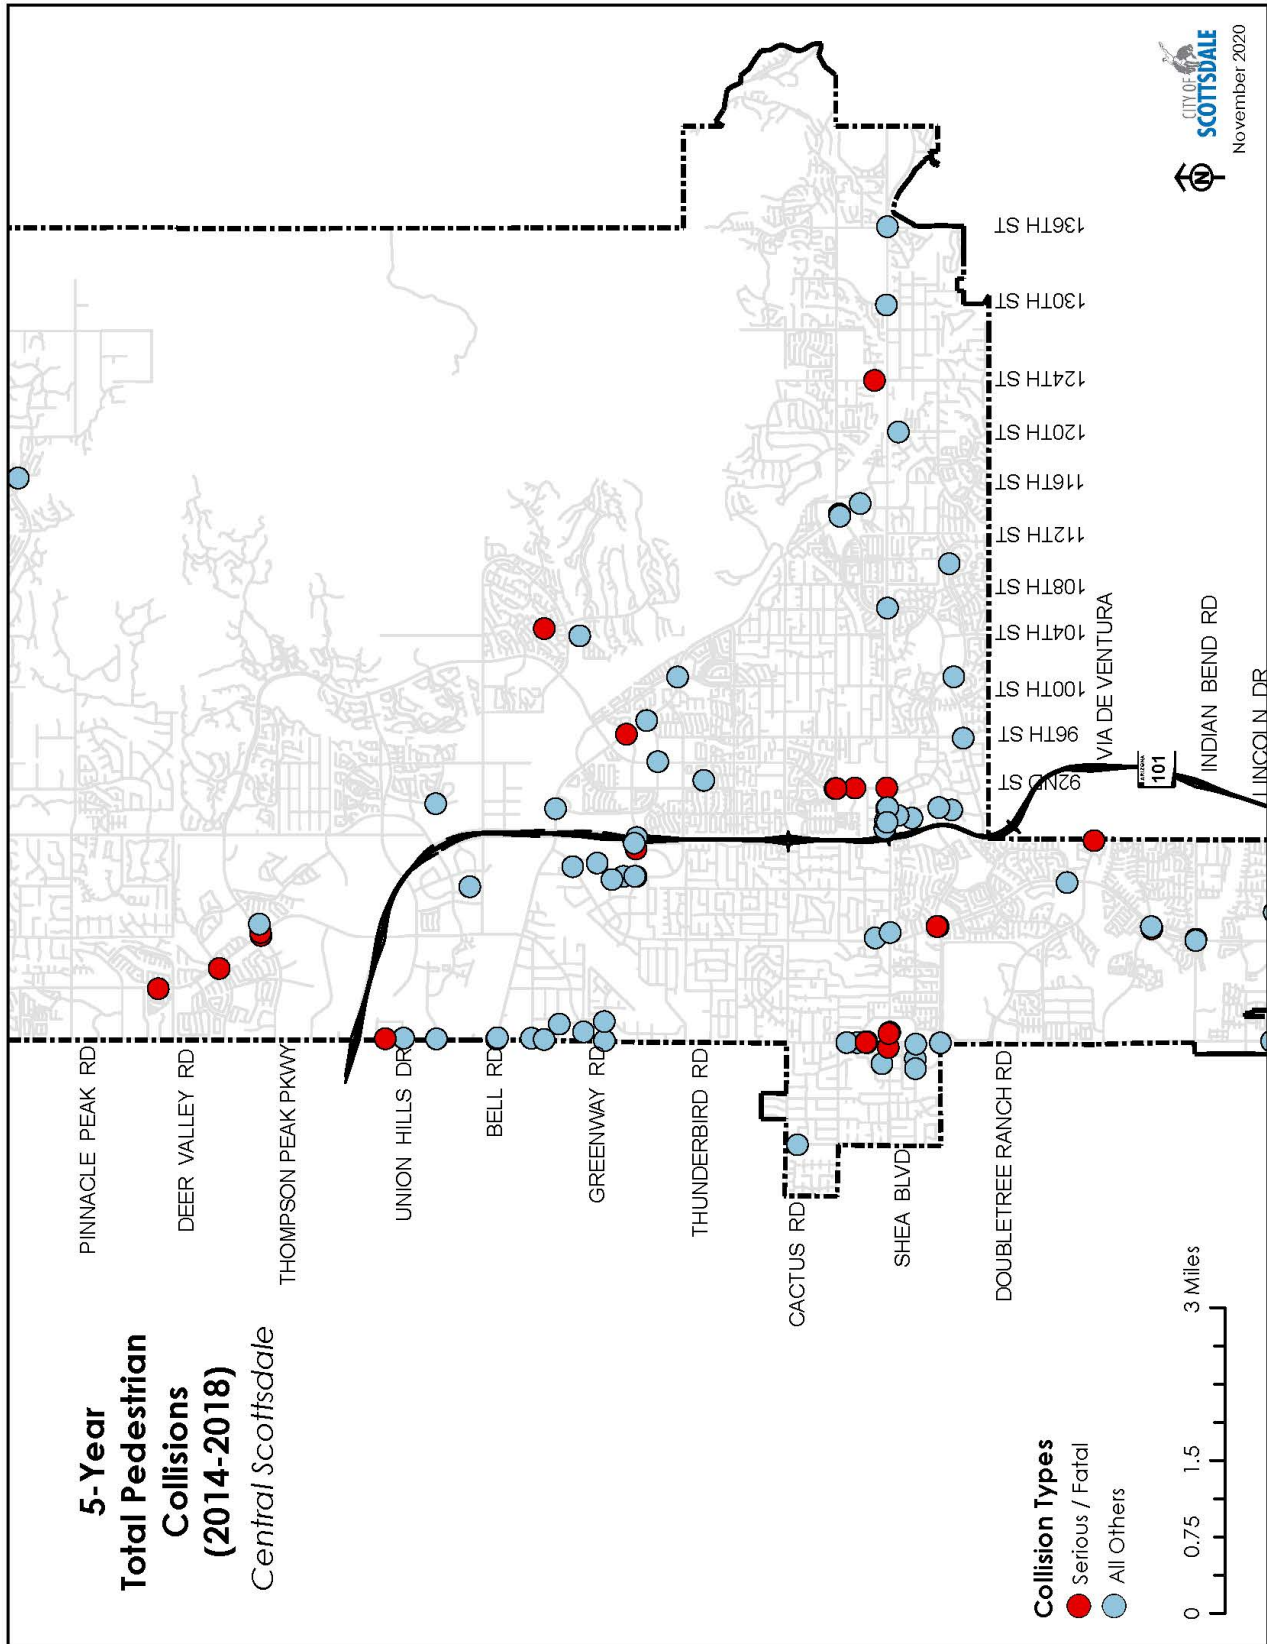 5-Year
Total Pedestrian
Collisions
(2014-2018)
Central Scottsdale
PINNACLE PEAK RD
DEER VALLEY RD
THOMPSON PEAK PKWY
UNION HILLS DR
BELL RD
GREENWAY RD
THUNDERBIRD RD
CACTUS RD
SHEA BLVD
DOUBLETREE RANCH RD
92ND ST
96TH ST
100TH ST
104TH ST
108TH ST
112TH ST
116TH ST
120TH ST
124TH ST
130TH ST
136TH ST
VIA DE VENTURA
ARIZONA
101
INDIAN BEND RD
LINCOLN DR
Collision Types
Serious / Fatal
All Others
0 0.75 1.5 3 Miles
N
CITY OF
SCOTTSDALE
November 2020